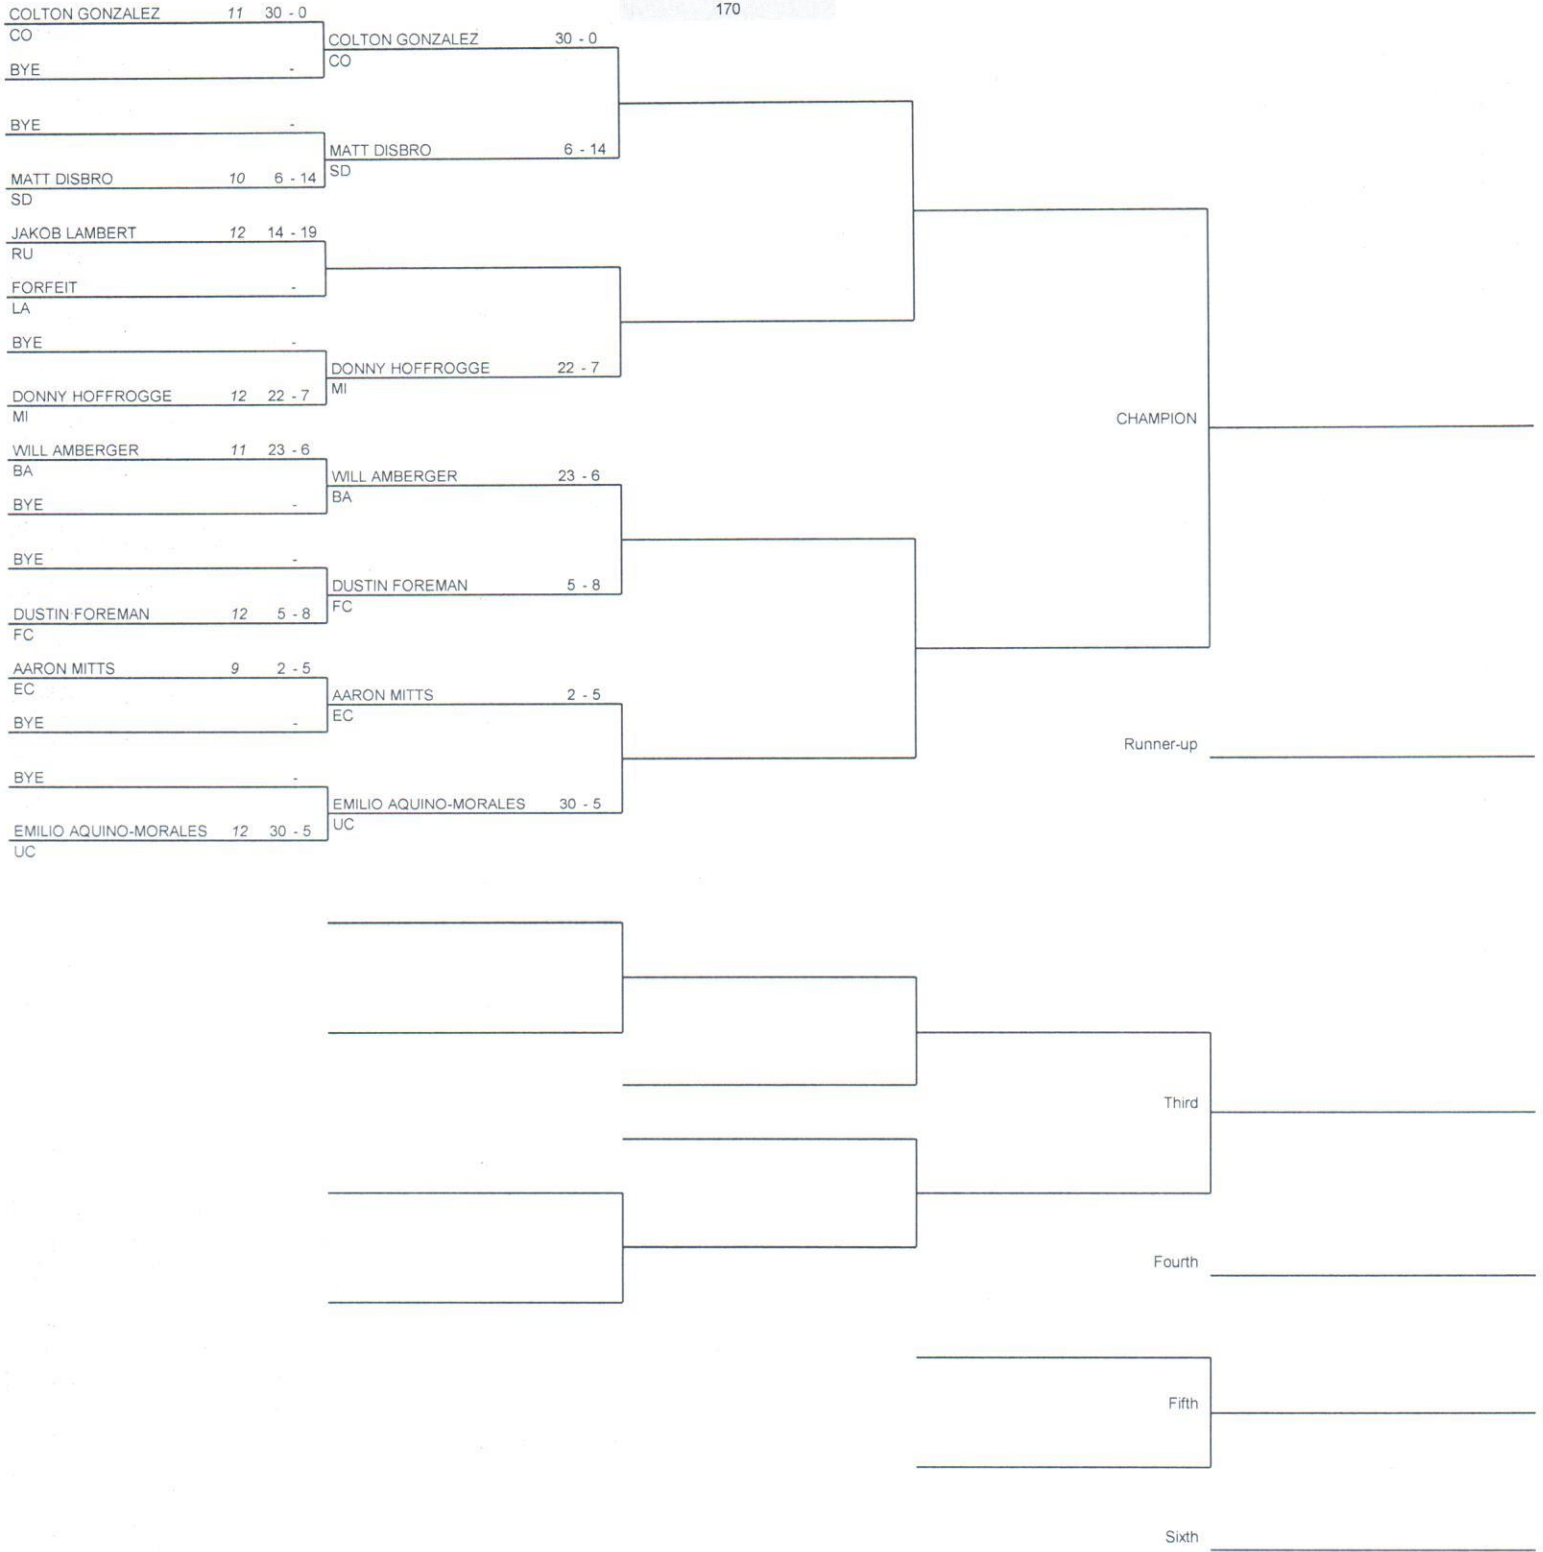 170
COLTON GONZALEZ 11 30 - 0
CO
BYE -
BYE -
MATT DISBRO 10 6 - 14
SD
JAKOB LAMBERT 12 14 - 19
RU
FORFEIT -
LA
BYE -
DONNY HOFFROGGE 12 22 - 7
MI
WILL AMBERGER 11 23 - 6
BA
BYE -
BYE -
DUSTIN FOREMAN 12 5 - 8
FC
AARON MITTS 9 2 - 5
EC
BYE -
BYE -
EMILIO AQUINO-MORALES 12 30 - 5
UC
COLTON GONZALEZ 30 - 0
CO
MATT DISBRO 6 - 14
SD
DONNY HOFFROGGE 22 - 7
MI
WILL AMBERGER 23 - 6
BA
DUSTIN FOREMAN 5 - 8
FC
AARON MITTS 2 - 5
EC
EMILIO AQUINO-MORALES 30 - 5
UC
CHAMPION
Runner-up
Third
Fourth
Fifth
Sixth